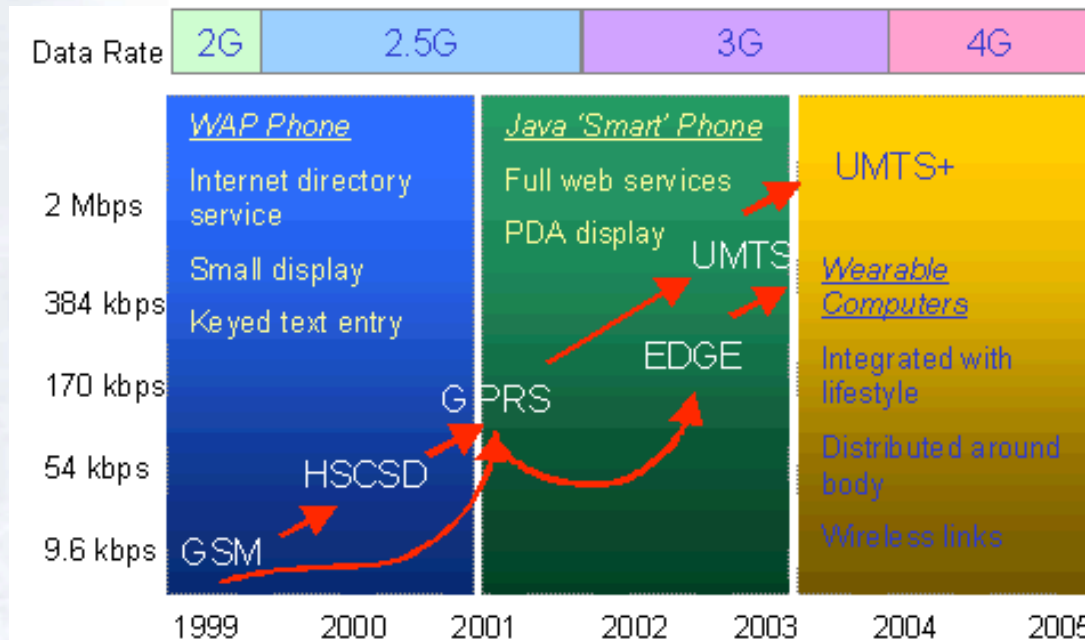 Data Rate 2G 2.5G 3G 4G
WAP Phone
Internet directory
service
Small display
Keyed text entry
Java ‘Smart’ Phone
Full web services
PDA display
UMTS+
Wearable
Computers
Integrated with
lifestyle
Distributed around
body
Wireless links
2 Mbps
384 kbps
170 kbps
54 kbps
9.6 kbps
UMTS
EDGE
GPRS
HSCSD
GSM
1999 2000 2001 2002 2003 2004